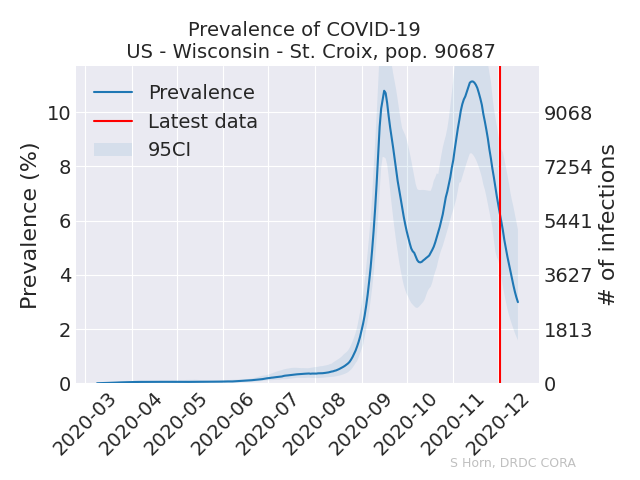 Prevalence of COVID-19
US - Wisconsin - St. Croix, pop. 90687
Prevalence
Latest data
95CI
Prevalence (%)
10
8
6
4
2
0
9068
7254
5441
3627
1813
0
# of infections
2020-03
2020-04
2020-05
2020-06
2020-07
2020-08
2020-09
2020-10
2020-11
2020-12
S Horn, DRDC CORA